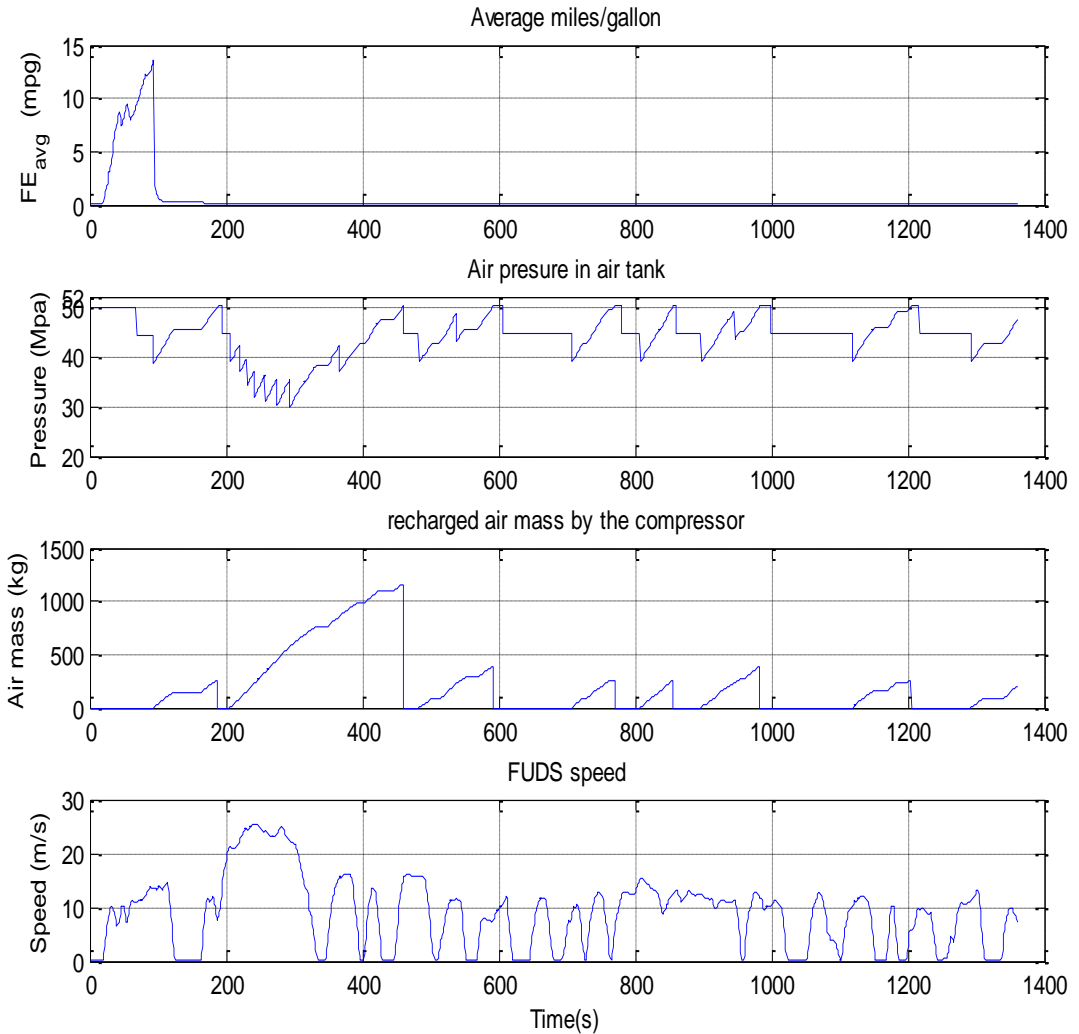 Average miles/gallon
15
10
5
0
FEavg (mpg)
0 200 400 600 800 1000 1200 1400
Air presure in air tank
52
50
40
30
20
Pressure (Mpa)
0 200 400 600 800 1000 1200 1400
recharged air mass by the compressor
1500
1000
500
0
Air mass (kg)
0 200 400 600 800 1000 1200 1400
FUDS speed
30
20
10
0
Speed (m/s)
0 200 400 600 800 1000 1200 1400
Time(s)